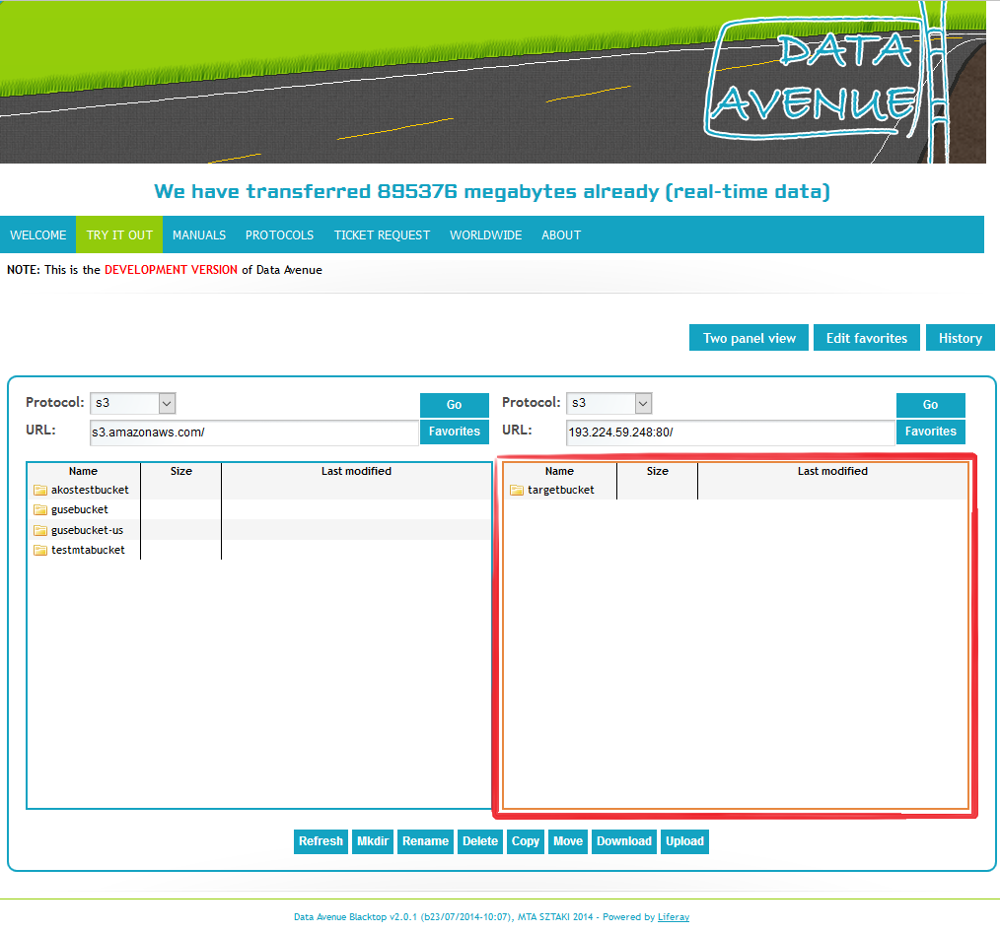 DATA
AVENUE
We have transferred 895376 megabytes already (real-time data)
WELCOME TRY IT OUT MANUALS PROTOCOLS TICKET REQUEST WORLDWIDE ABOUT
NOTE: This is the DEVELOPMENT VERSION of Data Avenue
Two panel view Edit favorites History
Protocol: s3 Go
URL: s3.amazonaws.com/ Favorites
Name Size Last modified
akostestbucket
gusebucket
gusebucket-us
testmtabucket
Protocol: s3 Go
URL: 193.224.59.248:80/ Favorites
Name Size Last modified
targetbucket
Refresh Mkdir Rename Delete Copy Move Download Upload
Data Avenue Blacktop v2.0.1 (b23/07/2014-10:07), MTA SZTAKI 2014 - Powered by Liferay